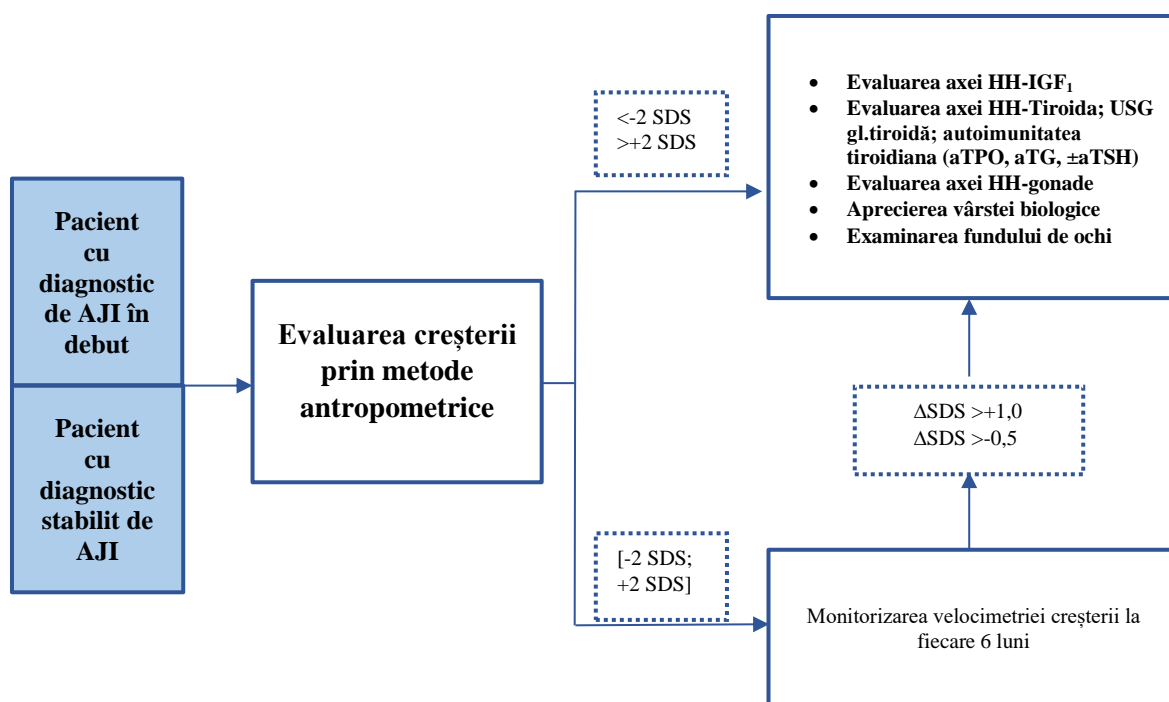 Pacient
cu
diagnostic
de AJI în
debut
Pacient
cu
diagnostic
stabilit de
AJI
Evaluarea creșterii
prin metode
antropometrice
<-2 SDS
>+2 SDS
• Evaluarea axei HH-IGF₁
• Evaluarea axei HH-Tiroida; USG
gl.tiroidă; autoimunitatea
tiroidiana (aTPO, aTG, ±aTSH)
• Evaluarea axei HH-gonade
• Aprecierea vârstei biologice
• Examinarea fundului de ochi
ΔSDS >+1,0
ΔSDS >-0,5
[-2 SDS;
+2 SDS]
Monitorizarea velocimetriei creșterii la
fiecare 6 luni